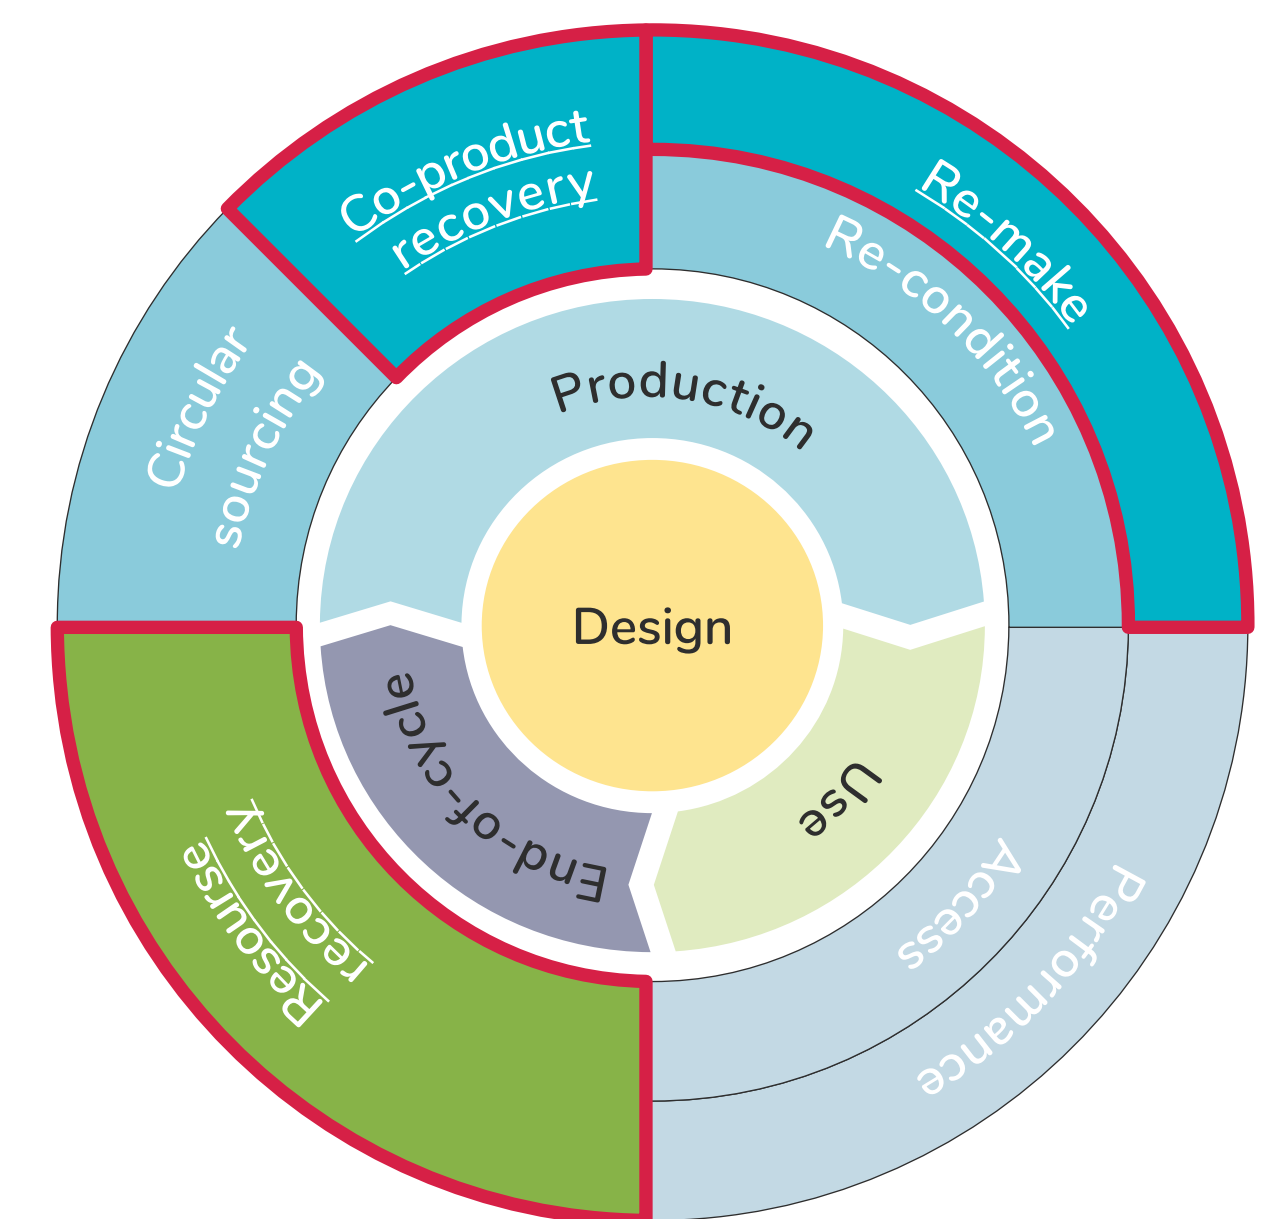 Co-product
recovery
Re-make
Re-condition
Circular
sourcing
Production
Design
End-of-cycle
Use
Resourse
recovery
Access
Performance